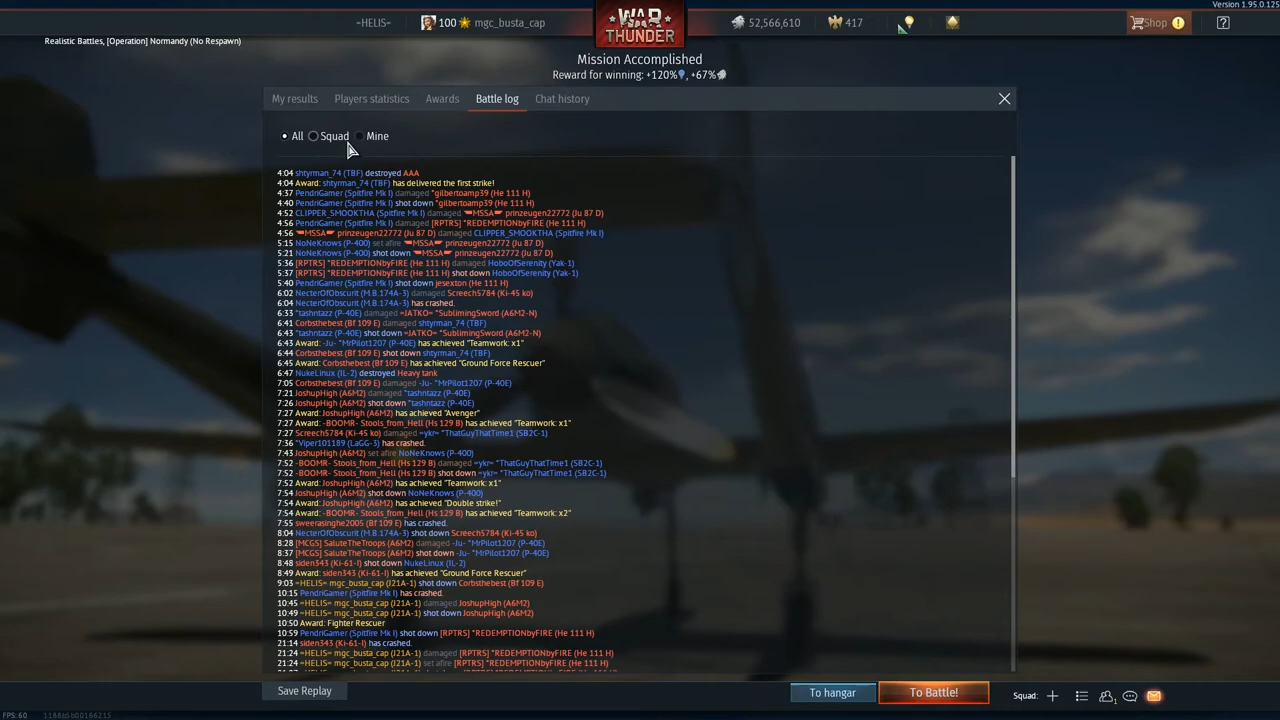 Version 1.95.0.125
=HELIS=
100 mgc_busta_cap
WAR THUNDER
52,566,610
417
Shop
?
Realistic Battles, [Operation] Normandy (No Respawn)
Mission Accomplished
Reward for winning: +120%, +67%
My results Players statistics Awards Battle log Chat history
All Squad Mine
4:04 shtyrman_74 (TBF) destroyed AAA
4:04 Award: shtyrman_74 (TBF) has delivered the first strike!
4:37 PendriGamer (Spitfire Mk I) damaged *gilbertoamp39 (He 111 H)
4:40 PendriGamer (Spitfire Mk I) shot down *gilbertoamp39 (He 111 H)
4:52 CLIPPER_SMOOKTHA (Spitfire Mk I) damaged MSSA prinzeugen22772 (Ju 87 D)
4:56 PendriGamer (Spitfire Mk I) damaged [RPTRS] *REDEMPTIONbyFIRE (He 111 H)
4:56 MSSA prinzeugen22772 (Ju 87 D) damaged CLIPPER_SMOOKTHA (Spitfire Mk I)
5:15 NoNeKnows (P-400) set afire MSSA prinzeugen22772 (Ju 87 D)
5:21 NoNeKnows (P-400) shot down MSSA prinzeugen22772 (Ju 87 D)
5:36 [RPTRS] *REDEMPTIONbyFIRE (He 111 H) damaged HoboOfSerenity (Yak-1)
5:37 [RPTRS] *REDEMPTIONbyFIRE (He 111 H) shot down HoboOfSerenity (Yak-1)
5:40 PendriGamer (Spitfire Mk I) shot down jesexton (He 111 H)
6:02 NecterOfObscurit (M.B.174A-3) damaged Screech5784 (Ki-45 ko)
6:04 NecterOfObscurit (M.B.174A-3) has crashed.
6:33 *tashntazz (P-40E) damaged =JATKO= *SublimingSword (A6M2-N)
6:41 Corbsthebest (Bf 109 E) damaged shtyrman_74 (TBF)
6:43 *tashntazz (P-40E) shot down =JATKO= *SublimingSword (A6M2-N)
6:43 Award: -Ju- *MrPilot1207 (P-40E) has achieved "Teamwork: x1"
6:44 Corbsthebest (Bf 109 E) shot down shtyrman_74 (TBF)
6:45 Award: Corbsthebest (Bf 109 E) has achieved "Ground Force Rescuer"
6:47 NukeLinux (IL-2) destroyed Heavy tank
7:05 Corbsthebest (Bf 109 E) damaged -Ju- *MrPilot1207 (P-40E)
7:21 JoshupHigh (A6M2) damaged *tashntazz (P-40E)
7:26 JoshupHigh (A6M2) shot down *tashntazz (P-40E)
7:27 Award: JoshupHigh (A6M2) has achieved "Avenger"
7:27 Award: -BOOMR- Stools_from_Hell (Hs 129 B) has achieved "Teamwork: x1"
7:27 Screech5784 (Ki-45 ko) damaged =ykr= *ThatGuyThatTime1 (SB2C-1)
7:36 *Viper101189 (LaGG-3) has crashed.
7:43 JoshupHigh (A6M2) set afire NoNeKnows (P-400)
7:52 -BOOMR- Stools_from_Hell (Hs 129 B) damaged =ykr= *ThatGuyThatTime1 (SB2C-1)
7:52 -BOOMR- Stools_from_Hell (Hs 129 B) shot down =ykr= *ThatGuyThatTime1 (SB2C-1)
7:52 Award: JoshupHigh (A6M2) has achieved "Teamwork: x1"
7:54 JoshupHigh (A6M2) shot down NoNeKnows (P-400)
7:54 Award: JoshupHigh (A6M2) has achieved "Double strike!"
7:54 Award: -BOOMR- Stools_from_Hell (Hs 129 B) has achieved "Teamwork: x2"
7:55 sweerasinghe2005 (Bf 109 E) has crashed.
8:04 NecterOfObscurit (M.B.174A-3) shot down Screech5784 (Ki-45 ko)
8:28 [MCGS] SaluteTheTroops (A6M2) damaged -Ju- *MrPilot1207 (P-40E)
8:37 [MCGS] SaluteTheTroops (A6M2) shot down -Ju- *MrPilot1207 (P-40E)
8:48 siden343 (Ki-61-I) shot down NukeLinux (IL-2)
8:49 Award: siden343 (Ki-61-I) has achieved "Ground Force Rescuer"
9:03 =HELIS= mgc_busta_cap (J21A-1) shot down Corbsthebest (Bf 109 E)
10:15 PendriGamer (Spitfire Mk I) has crashed.
10:45 =HELIS= mgc_busta_cap (J21A-1) damaged JoshupHigh (A6M2)
10:49 =HELIS= mgc_busta_cap (J21A-1) shot down JoshupHigh (A6M2)
10:50 Award: Fighter Rescuer
10:59 PendriGamer (Spitfire Mk I) shot down [RPTRS] *REDEMPTIONbyFIRE (He 111 H)
21:14 siden343 (Ki-61-I) has crashed.
21:24 =HELIS= mgc_busta_cap (J21A-1) damaged [RPTRS] *REDEMPTIONbyFIRE (He 111 H)
21:24 =HELIS= mgc_busta_cap (J21A-1) set afire [RPTRS] *REDEMPTIONbyFIRE (He 111 H)
Save Replay
To hangar
To Battle!
Squad:
1
FPS: 60